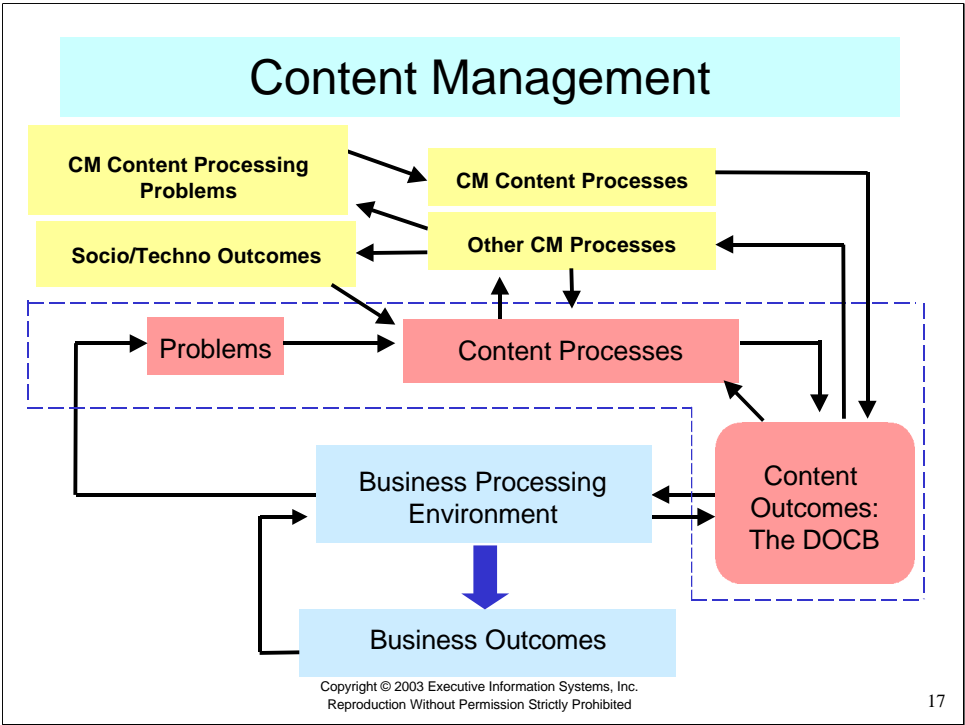 Content Management
CM Content Processing
Problems
CM Content Processes
Socio/Techno Outcomes
Other CM Processes
Problems
Content Processes
Business Processing
Environment
Content
Outcomes:
The DOCB
Business Outcomes
Copyright © 2003 Executive Information Systems, Inc.
Reproduction Without Permission Strictly Prohibited
17